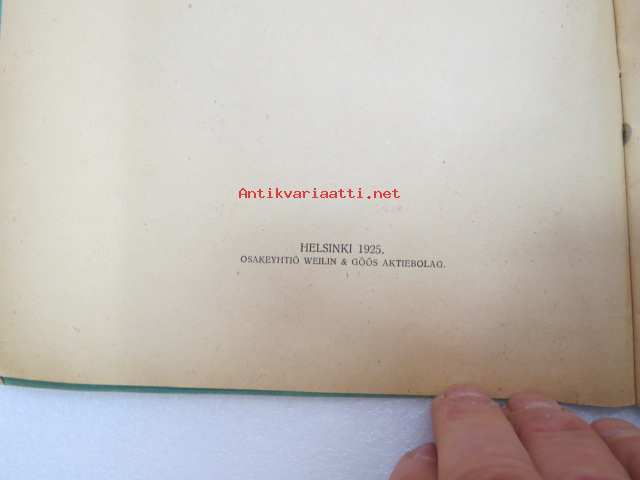 Antikvariaatti.net
HELSINKI 1925.
OSAKEYHTIÖ WEILIN & GÖÖS AKTIEBOLAG.